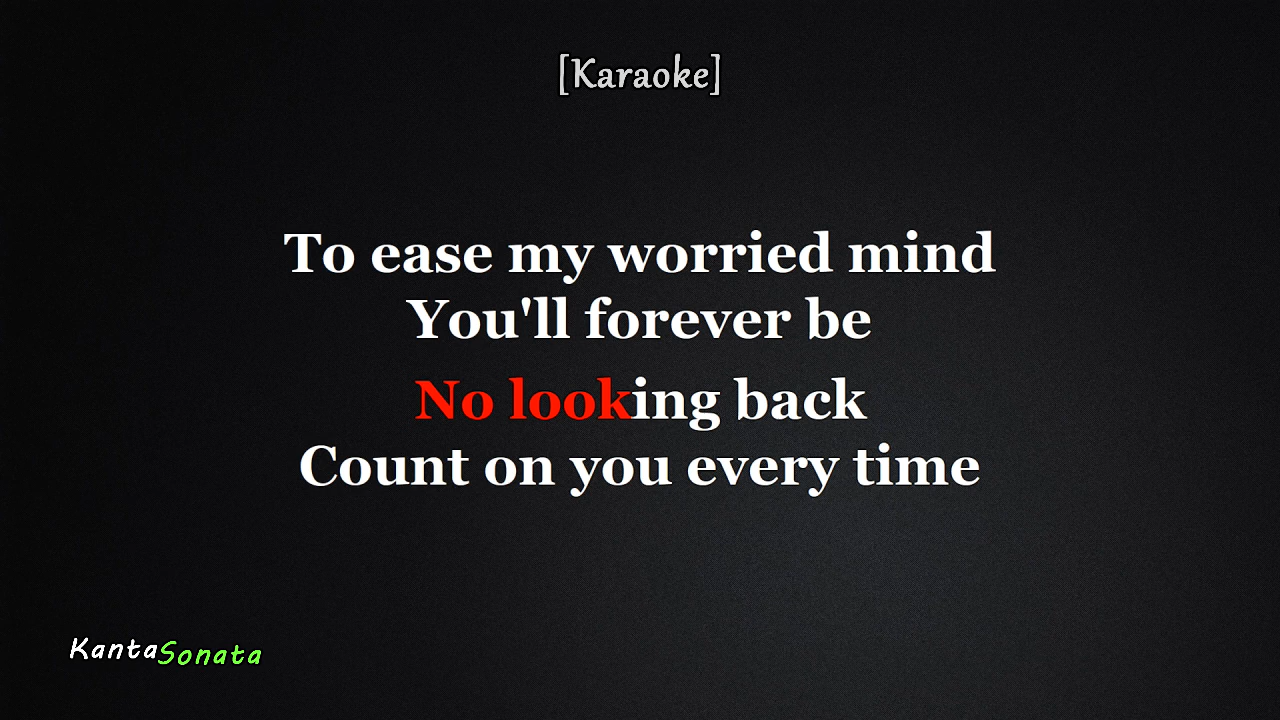 [Karaoke]
To ease my worried mind
You'll forever be
No looking back
Count on you every time
KantaSonata